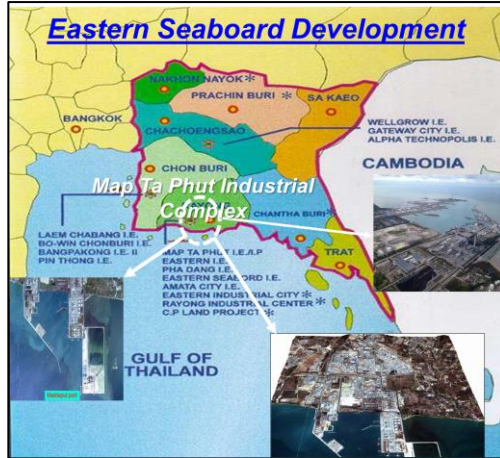 Eastern Seaboard Development
NAKHON NAYOK *
PRACHIN BURI *
SA KAEO
BANGKOK
CHACHOENGSAO
WELLGROW I.E.
GATEWAY CITY I.E.
ALPHA TECHNOPOLIS I.E.
CHON BURI
CAMBODIA
Map Ta Phut Industrial
Complex
RAYONG
CHANTHA BURI *
TRAT
LAEM CHABANG I.E.
BO-WIN CHONBURI I.E.
BANGPAKONG I.E. II
PIN THONG I.E.
MAP TA PHUT I.E./I.P
EASTERN I.E.
PHA DANG I.E.
EASTERN SEABORD I.E.
AMATA CITY I.E.
EASTERN INDUSTRIAL CITY *
RAYONG INDUSTRIAL CENTER *
C.P LAND PROJECT *
GULF OF
THAILAND